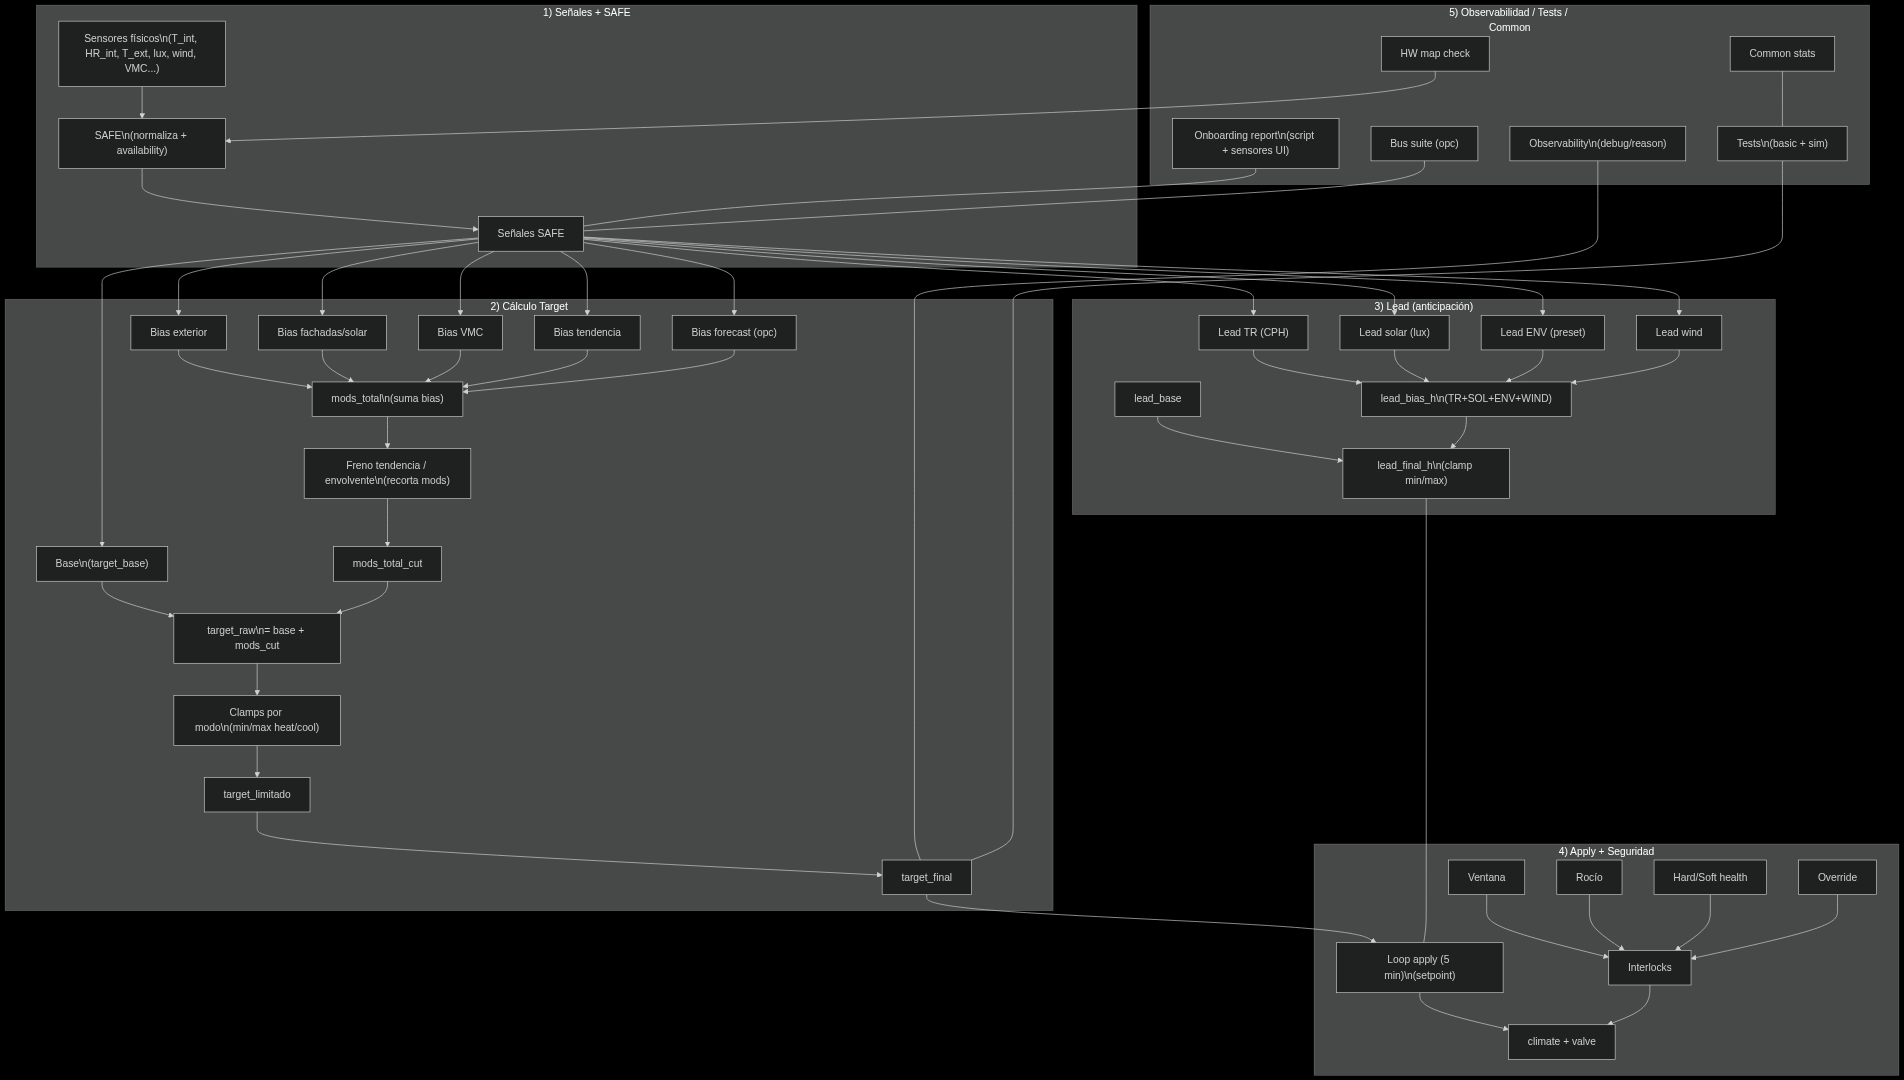 1) Señales + SAFE
Sensores físicos\n(T_int,
HR_int, T_ext, lux, wind,
VMC...)
SAFE\n(normaliza +
availability)
Señales SAFE
5) Observabilidad / Tests /
Common
HW map check
Common stats
Onboarding report\n(script
+ sensores UI)
Bus suite (opc)
Observability\n(debug/reason)
Tests\n(basic + sim)
2) Cálculo Target
Bias exterior
Bias fachadas/solar
Bias VMC
Bias tendencia
Bias forecast (opc)
mods_total\n(suma bias)
Freno tendencia /
envolvente\n(recorta mods)
Base\n(target_base)
mods_total_cut
target_raw\n= base +
mods_cut
Clamps por
modo\n(min/max heat/cool)
target_limitado
target_final
3) Lead (anticipación)
Lead TR (CPH)
Lead solar (lux)
Lead ENV (preset)
Lead wind
lead_base
lead_bias_h\n(TR+SOL+ENV+WIND)
lead_final_h\n(clamp
min/max)
4) Apply + Seguridad
Ventana
Rocío
Hard/Soft health
Override
Loop apply (5
min)\n(setpoint)
Interlocks
climate + valve